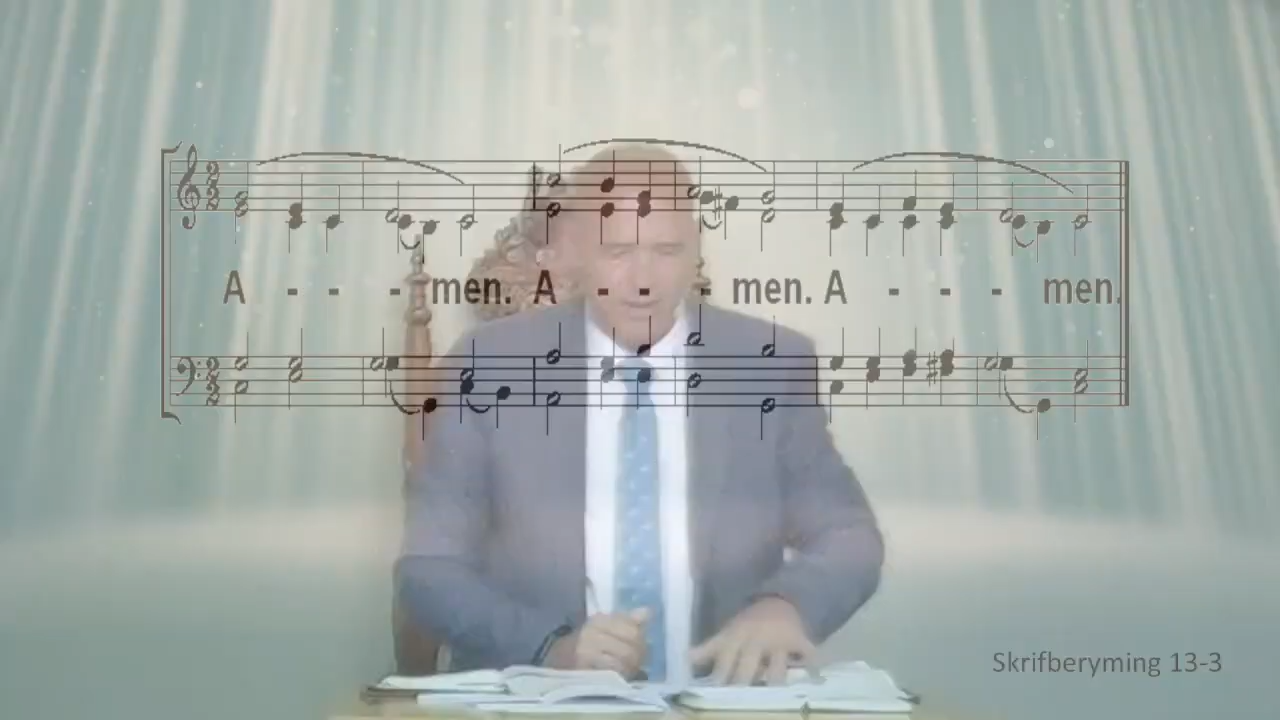 A - - - men. A - - - men. A - - - men.
Skrifberyming 13-3